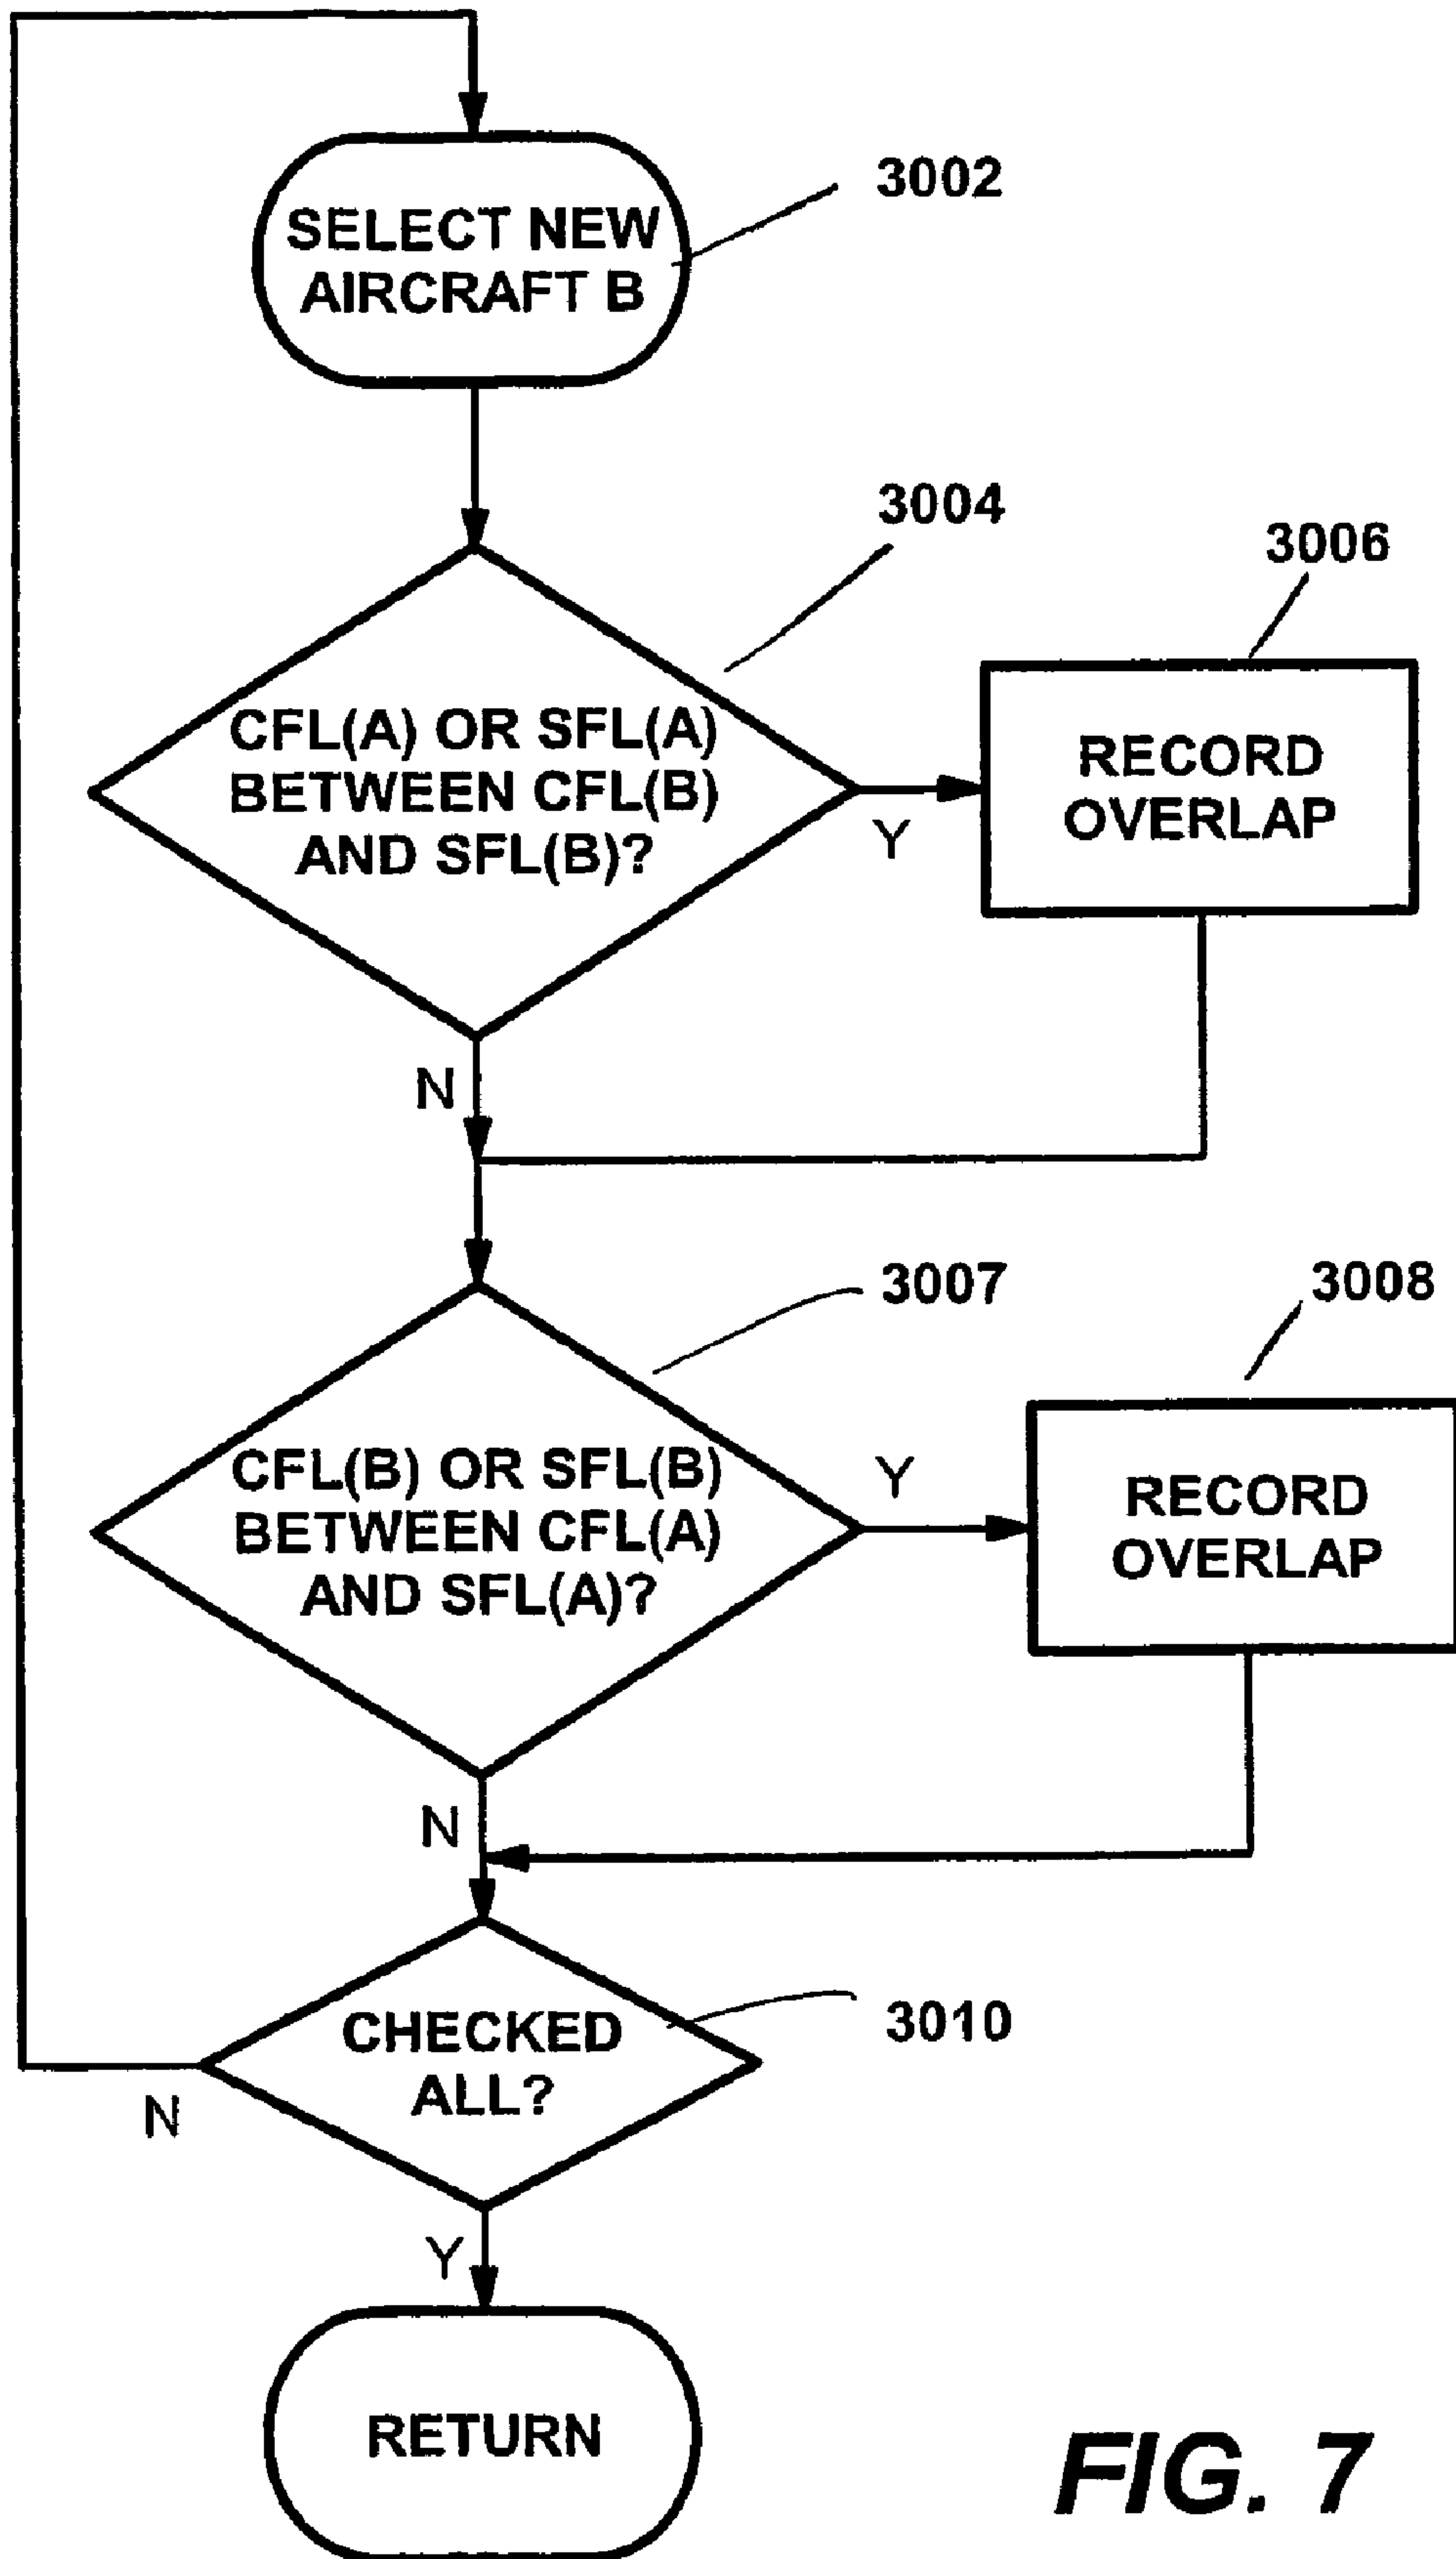 3002
SELECT NEW
AIRCRAFT B
3004
3006
CFL(A) OR SFL(A)
BETWEEN CFL(B)
AND SFL(B)?
Y
RECORD
OVERLAP
N
3007
3008
CFL(B) OR SFL(B)
BETWEEN CFL(A)
AND SFL(A)?
Y
RECORD
OVERLAP
N
3010
CHECKED
ALL?
N
Y
RETURN
FIG. 7